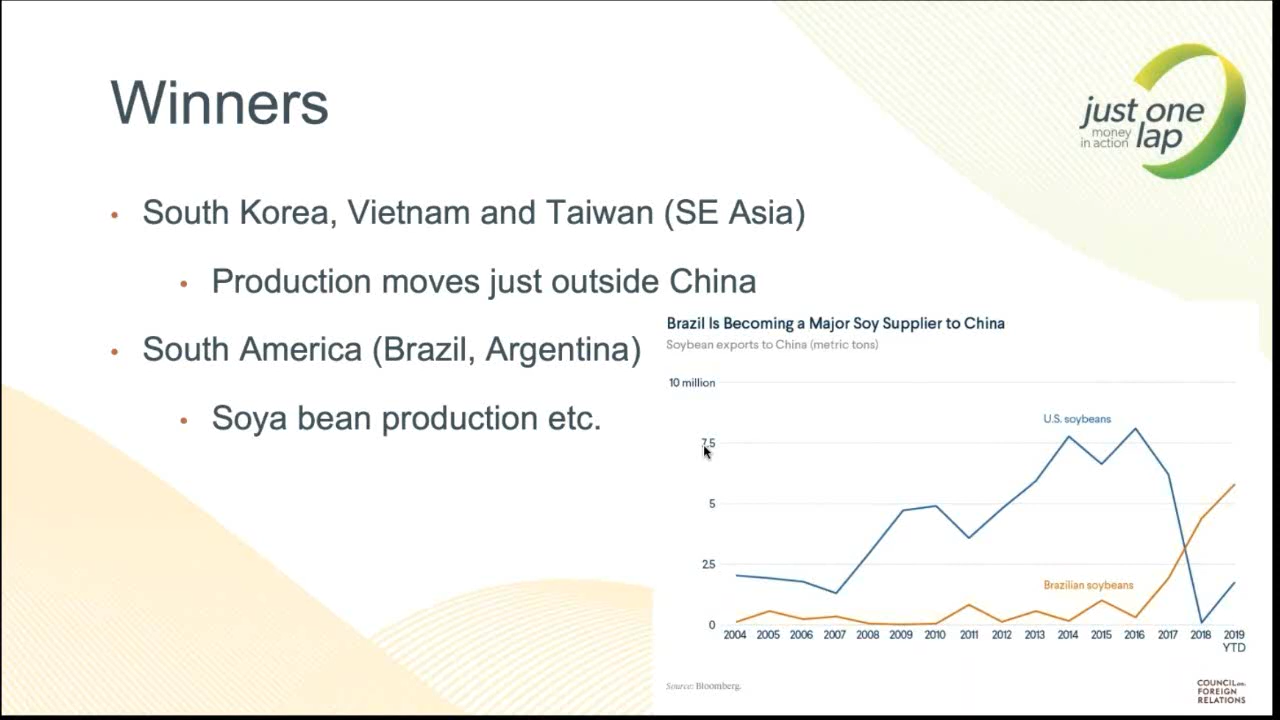 Winners
just one
money
in action lap
• South Korea, Vietnam and Taiwan (SE Asia)
• Production moves just outside China
• South America (Brazil, Argentina)
• Soya bean production etc.
Brazil Is Becoming a Major Soy Supplier to China
Soybean exports to China (metric tons)
10 million
7.5
5
2.5
0
U.S. soybeans
Brazilian soybeans
2004 2005 2006 2007 2008 2009 2010 2011 2012 2013 2014 2015 2016 2017 2018 2019
YTD
Source: Bloomberg.
COUNCIL on
FOREIGN
RELATIONS